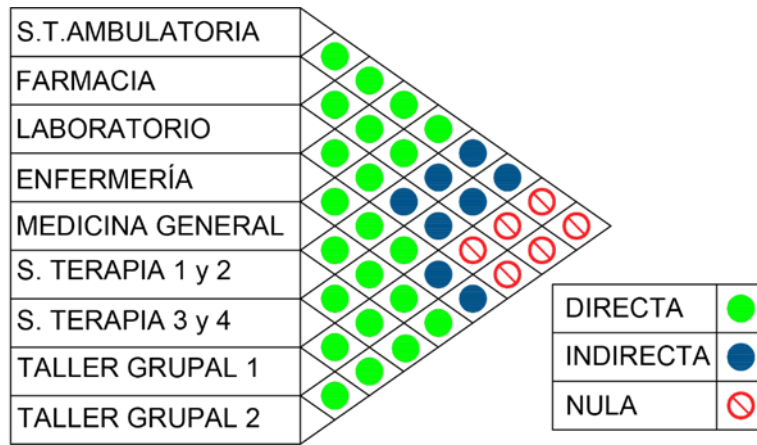 S.T.AMBULATORIA
FARMACIA
LABORATORIO
ENFERMERÍA
MEDICINA GENERAL
S. TERAPIA 1 y 2
S. TERAPIA 3 y 4
TALLER GRUPAL 1
TALLER GRUPAL 2
DIRECTA
INDIRECTA
NULA